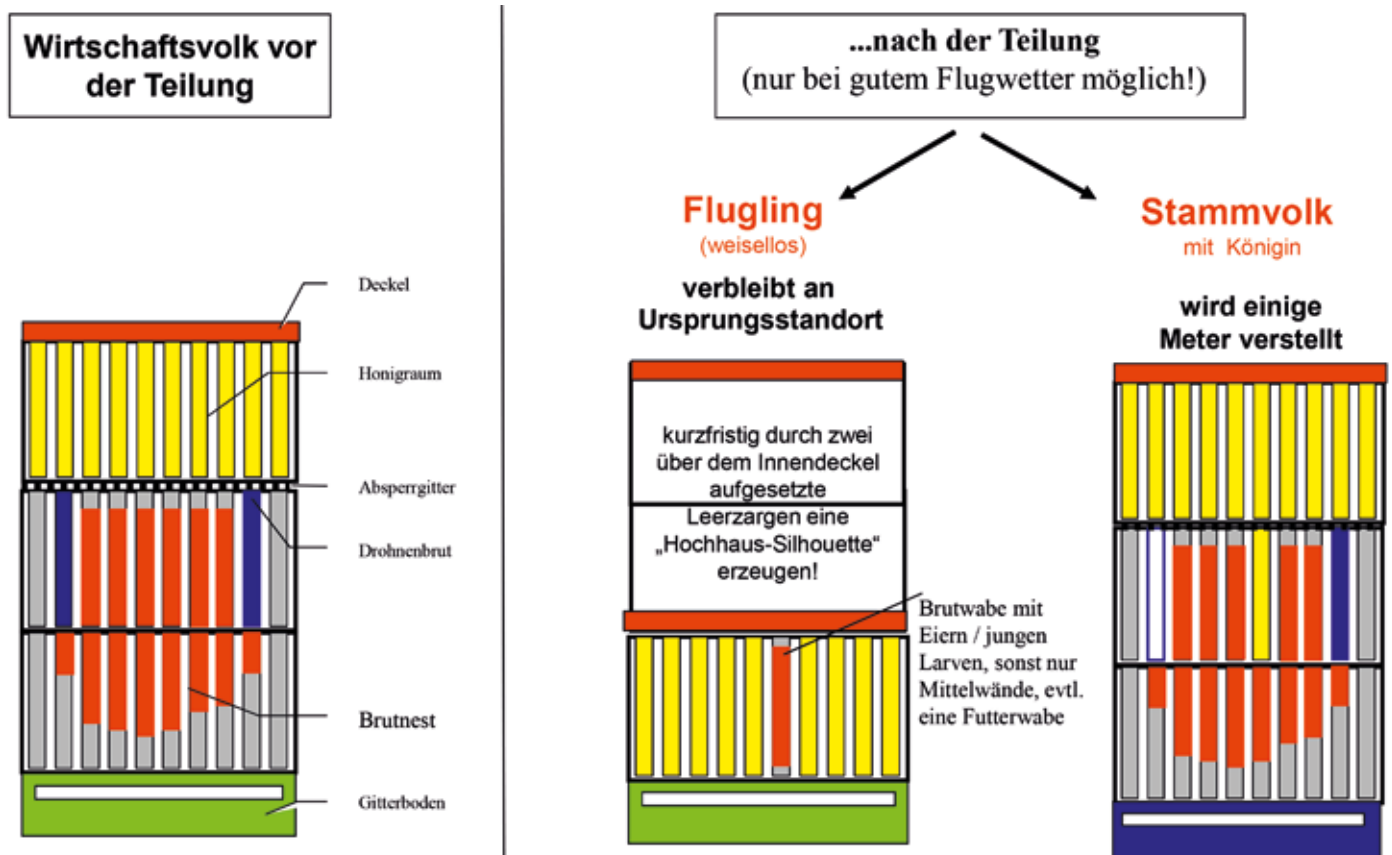 Wirtschaftsvolk vor
der Teilung
Deckel
Honigraum
Absperrgitter
Drohnenbrut
Brutnest
Gitterboden
...nach der Teilung
(nur bei gutem Flugwetter möglich!)
Flugling
(weisellos)
verbleibt an
Ursprungsstandort
kurzfristig durch zwei
über dem Innendeckel
aufgesetzte
Leerzargen eine
„Hochhaus-Silhouette“
erzeugen!
Brutwabe mit
Eiern / jungen
Larven, sonst nur
Mittelwände, evtl.
eine Futterwabe
Stammvolk
mit Königin
wird einige
Meter verstellt